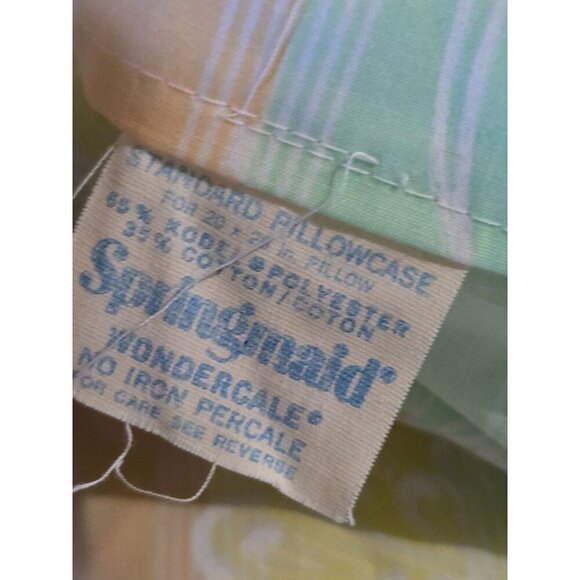 STANDARD PILLOWCASE
FOR 20 x 26 in. PILLOW
65% KODEL® POLYESTER
35% COTTON/COTON
Springmaid®
WONDERCALE®
NO IRON PERCALE
FOR CARE SEE REVERSE